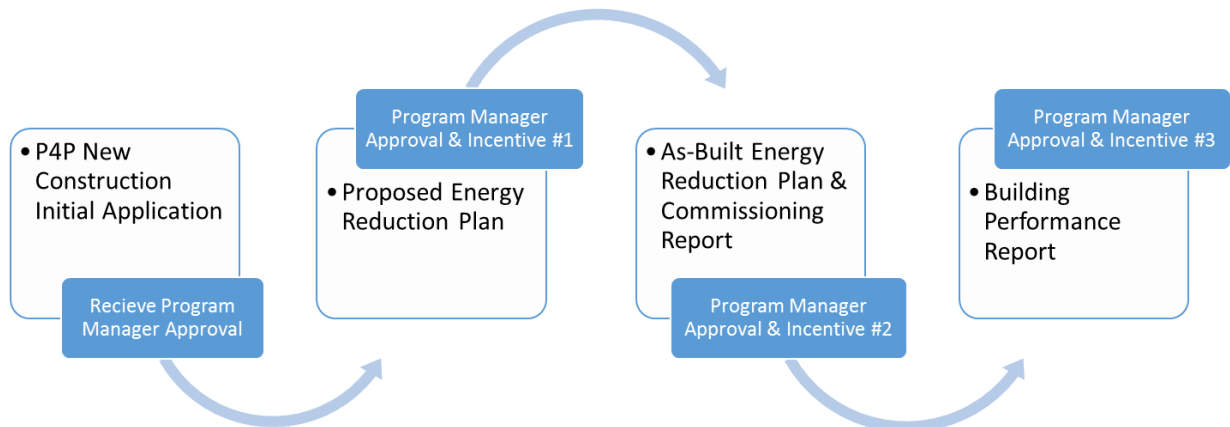 • P4P New
Construction
Initial Application
Recieve Program
Manager Approval
Program Manager
Approval & Incentive #1
• Proposed Energy
Reduction Plan
• As-Built Energy
Reduction Plan &
Commissioning
Report
Program Manager
Approval & Incentive #2
Program Manager
Approval & Incentive #3
• Building
Performance
Report